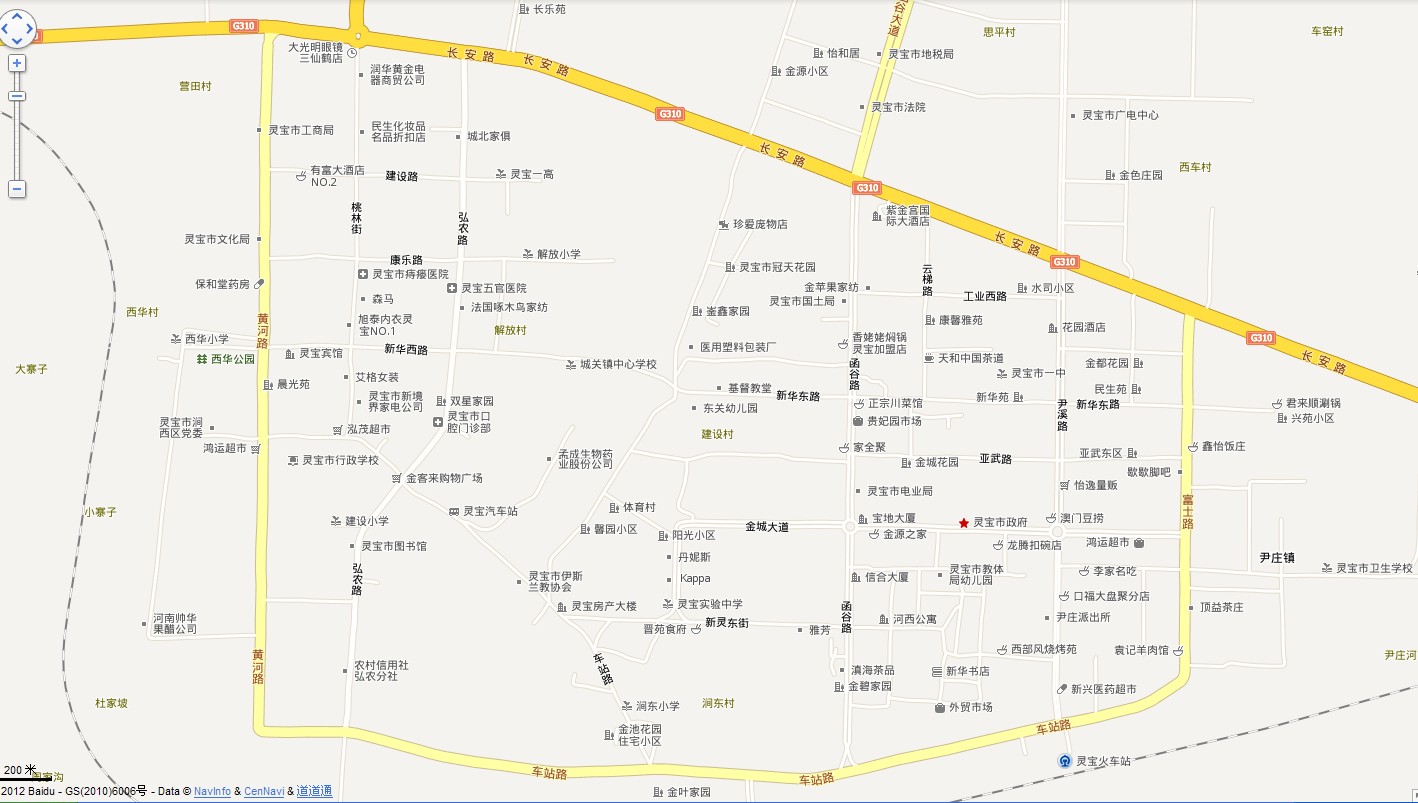 长乐苑
谷大道
思平村
车窑村
G310
大光明眼镜
三仙鹤店
长安路
长安路
怡和居
灵宝市地税局
润华黄金电
器商贸公司
金源小区
营田村
灵宝市法院
G310
灵宝市广电中心
灵宝市工商局
民生化妆品
名品折扣店
城北家俱
长安路
有富大酒店
NO.2
建设路
灵宝一高
西车村
金色庄园
G310
桃林街
弘农路
紫金宫国
际大酒店
珍爱庞物店
灵宝市文化局
长安路
解放小学
康乐路
G310
灵宝市痔瘘医院
灵宝市冠天花园
云梯路
保和堂药房
灵宝五官医院
金苹果家纺
水司小区
森马
灵宝市国土局
工业西路
法国啄木鸟家纺
西华村
旭泰内衣灵
宝NO.1
崟鑫家园
康馨雅苑
花园酒店
黄河路
解放村
西华小学
香姥姥焖锅
灵宝加盟店
G310
新华西路
医用塑料包装厂
长安路
灵宝宾馆
西华公园
天和中国茶道
城关镇中心学校
金都花园
大寨子
函谷路
灵宝市一中
艾格女装
晨光苑
基督教堂
民生苑
新华东路
新华苑
灵宝市新境
界家电公司
双星家园
正宗川菜馆
新华东路
君来顺涮锅
东关幼儿园
尹溪路
灵宝市口
腔门诊部
贵妃园市场
兴苑小区
灵宝市涧
西区党委
泓茂超市
建设村
鸿运超市
家全聚
鑫怡饭庄
孟成生物药
业股份公司
亚武东区
灵宝市行政学校
金城花园
亚武路
歇歇脚吧
金客来购物广场
怡逸量贩
灵宝市电业局
富士路
体育村
小寨子
灵宝汽车站
建设小学
宝地大厦
灵宝市政府
澳门豆捞
馨园小区
金城大道
阳光小区
金源之家
灵宝市图书馆
龙腾扣碗店
鸿运超市
丹妮斯
尹庄镇
弘农路
Kappa
灵宝市伊斯
兰教协会
信合大厦
灵宝市教体
局幼儿园
李家名吃
灵宝市卫生学校
口福大盘聚分店
灵宝房产大楼
灵宝实验中学
函谷路
顶益茶庄
河南帅华
果醋公司
新灵东街
河西公寓
尹庄派出所
晋苑食府
雅芳
西部风烧烤苑
袁记羊肉馆
尹庄河
黄河路
车站路
农村信用社
弘农分社
滇海茶品
新华书店
金碧家园
新兴医药超市
杜家坡
涧东小学
涧东村
外贸市场
金池花园
住宅小区
车站路
灵宝火车站
200 米
车站路
车站路
2012 Baidu - GS(2010)6006号 - Data © NavInfo & CenNavi & 道道通
金叶家园